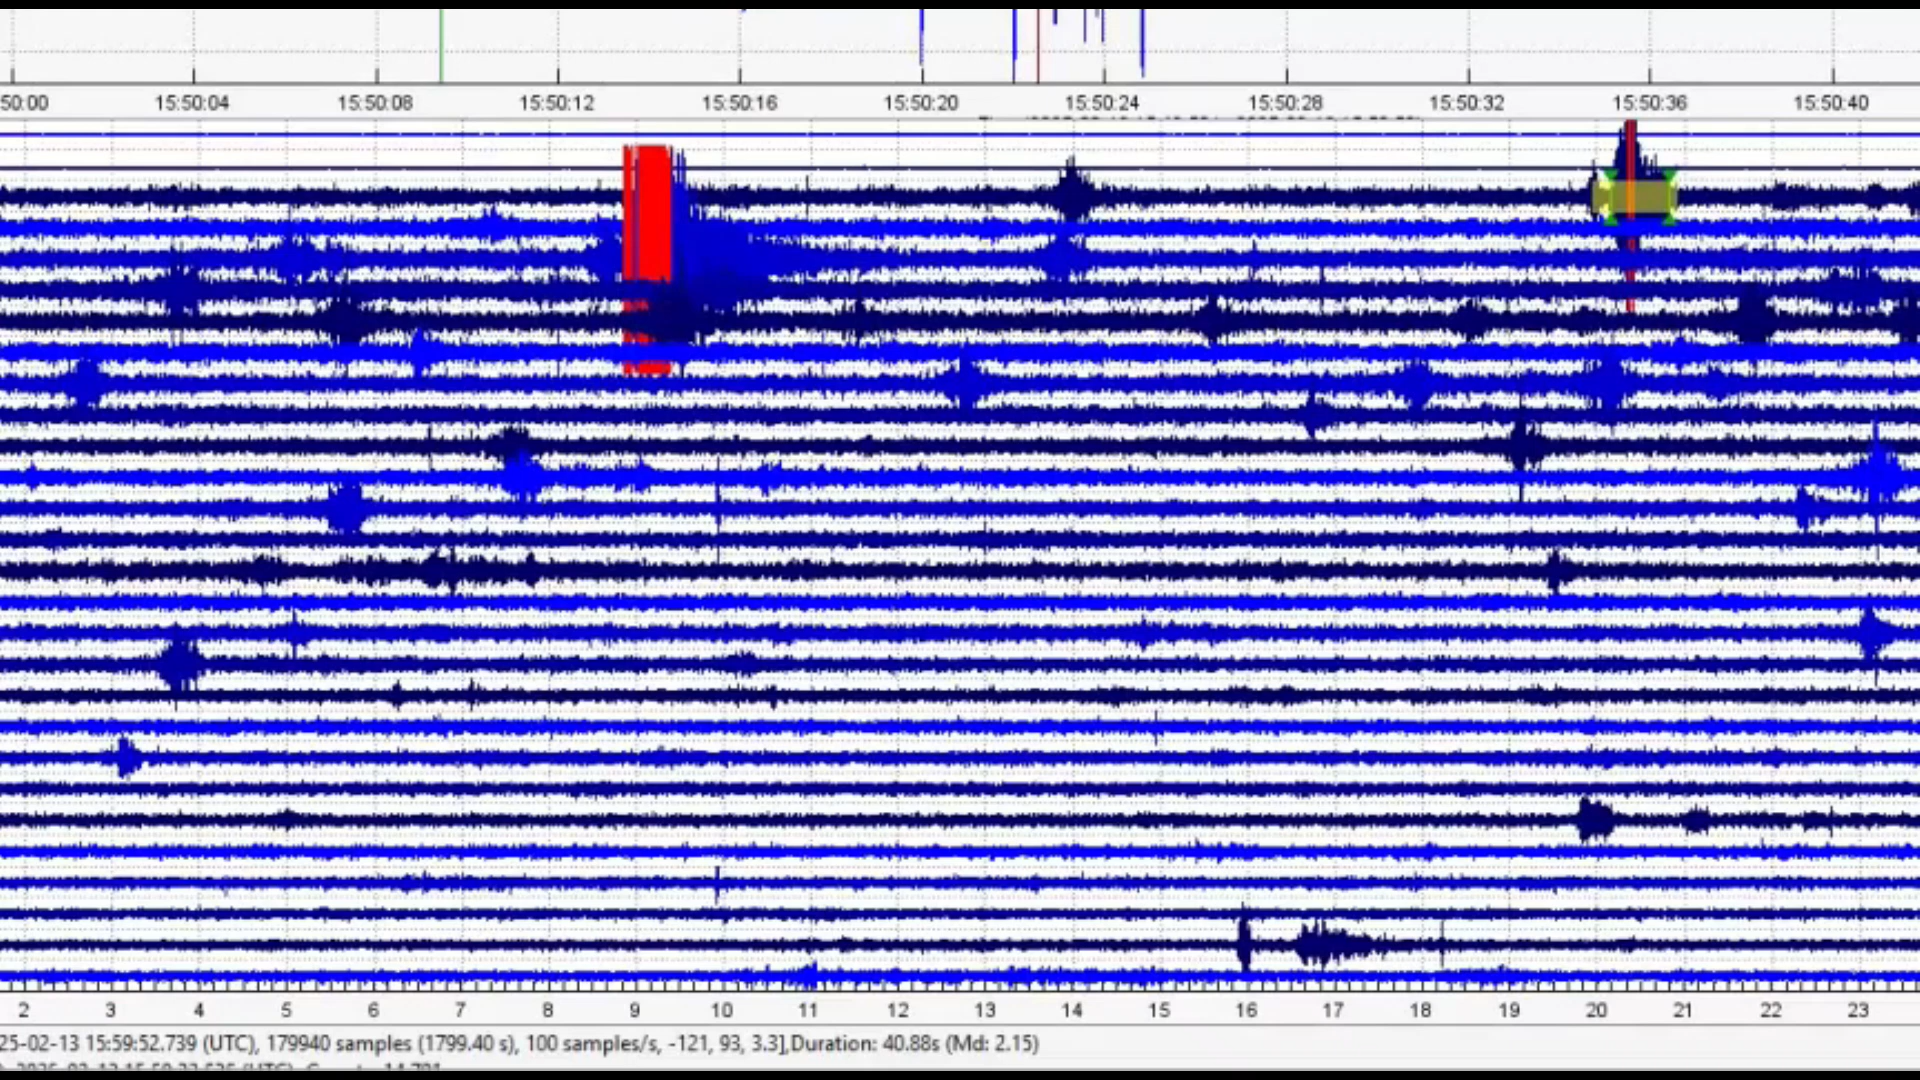 50:00 15:50:04 15:50:08 15:50:12 15:50:16 15:50:20 15:50:24 15:50:28 15:50:32 15:50:36 15:50:40
2 3 4 5 6 7 8 9 10 11 12 13 14 15 16 17 18 19 20 21 22 23
25-02-13 15:59:52.739 (UTC), 179940 samples (1799.40 s), 100 samples/s, -121, 93, 3.3],Duration: 40.88s (Md: 2.15)